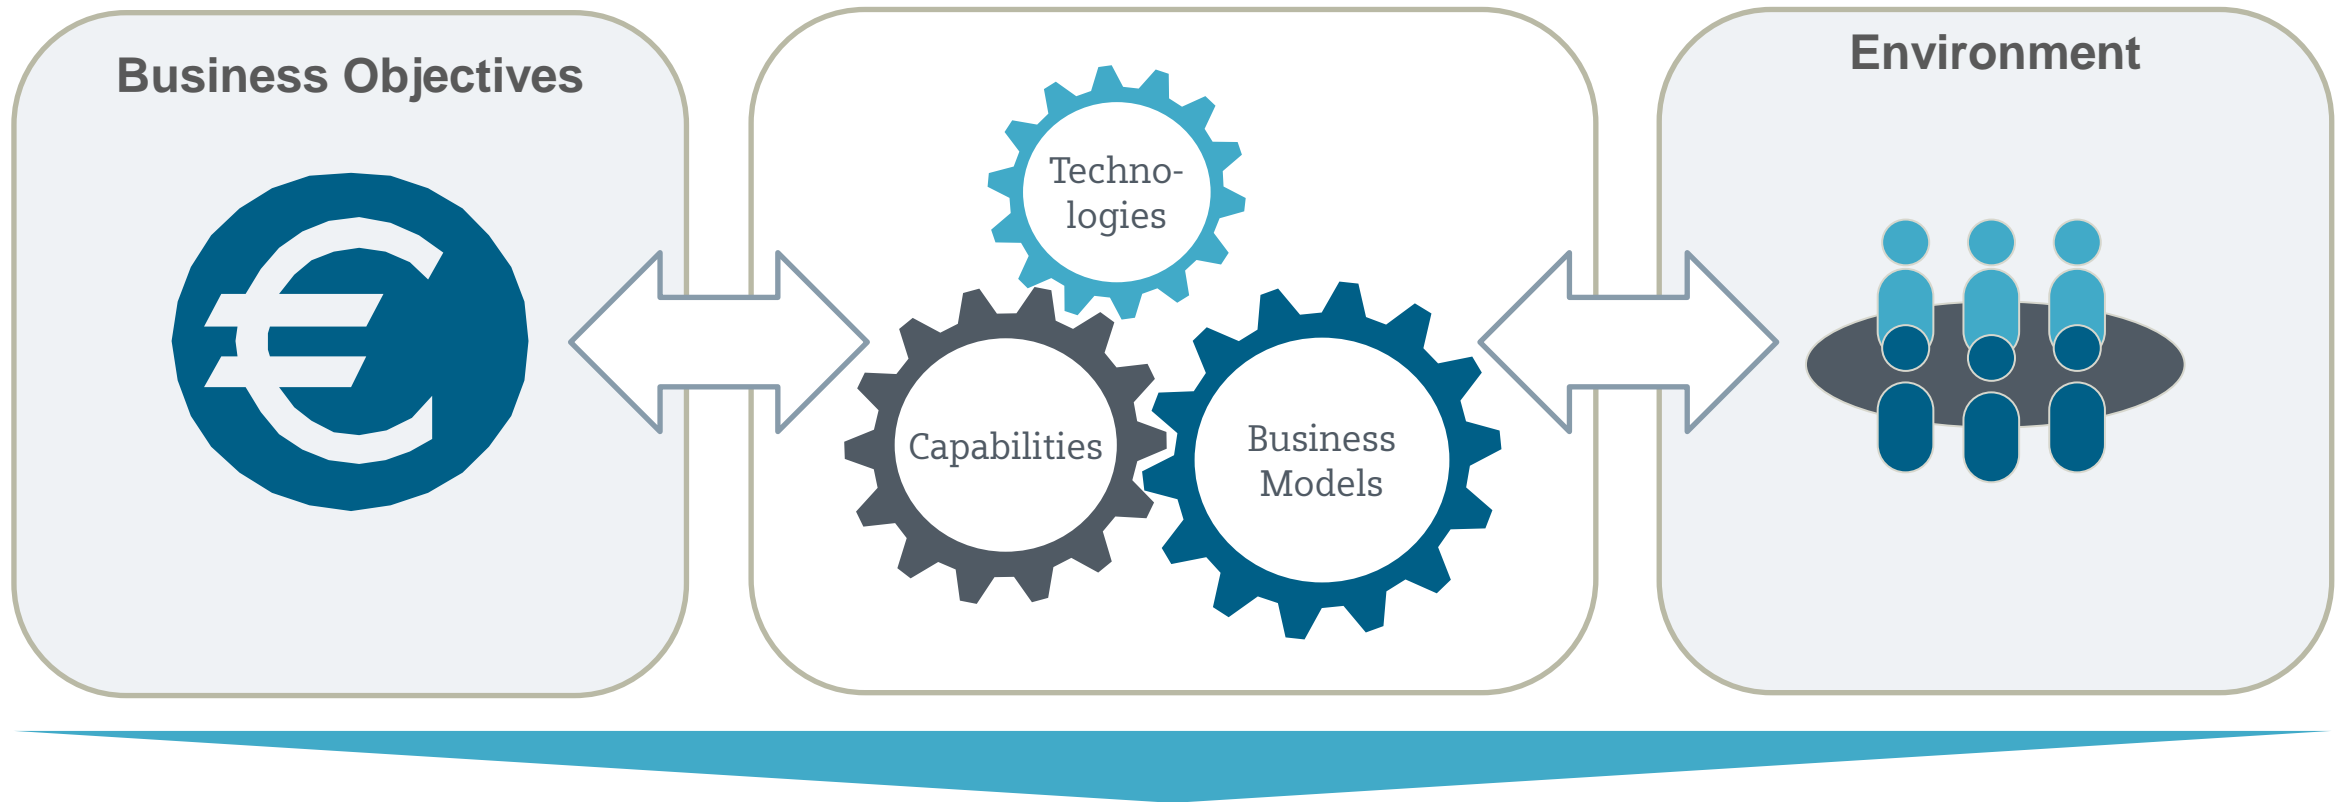 Business Objectives
Techno-
logies
Capabilities
Business
Models
Environment